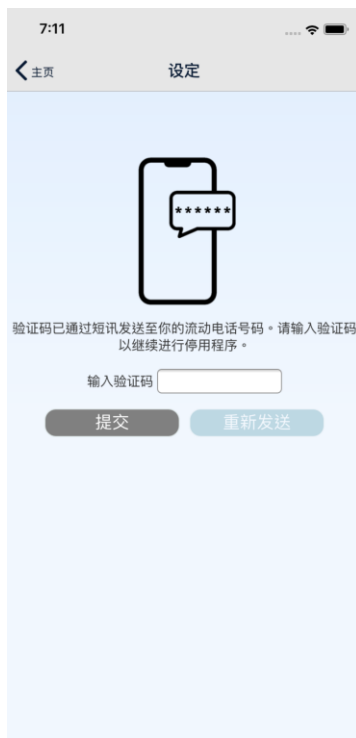 7:11
主页
设定
******
验证码已通过短讯发送至你的流动电话号码。请输入验证码
以继续进行停用程序。
输入验证码
提交
重新发送